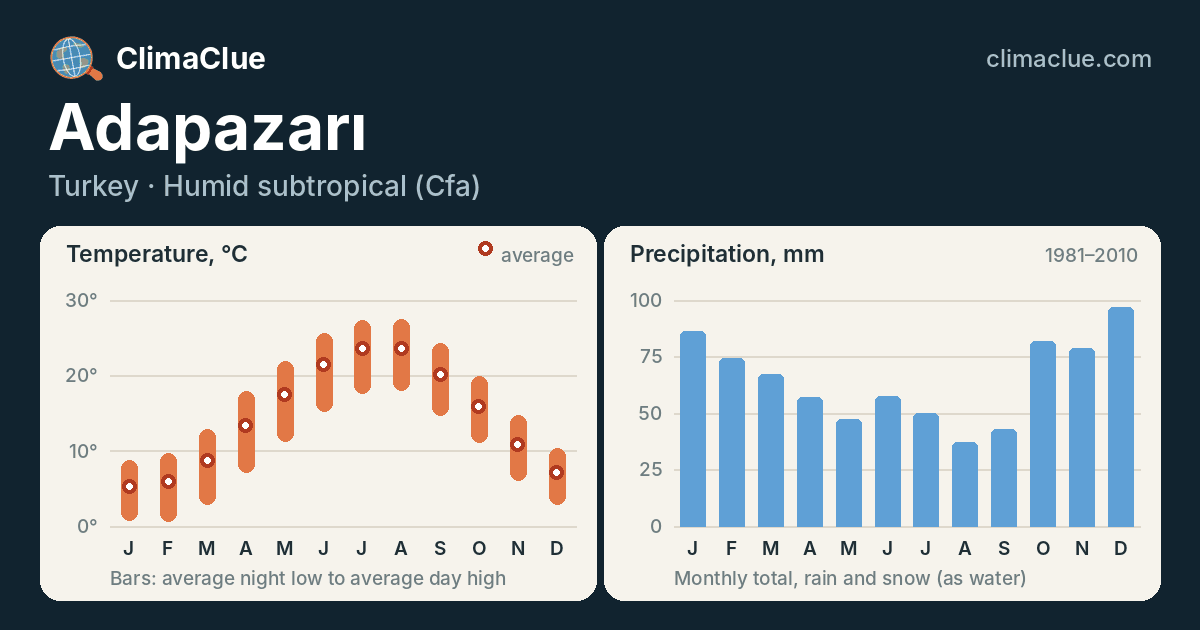 ClimaClue
climaclue.com
Adapazarı
Turkey · Humid subtropical (Cfa)
Temperature, °C
average
30°
20°
10°
0°
J F M A M J J A S O N D
Bars: average night low to average day high
Precipitation, mm
1981–2010
100
75
50
25
0
J F M A M J J A S O N D
Monthly total, rain and snow (as water)